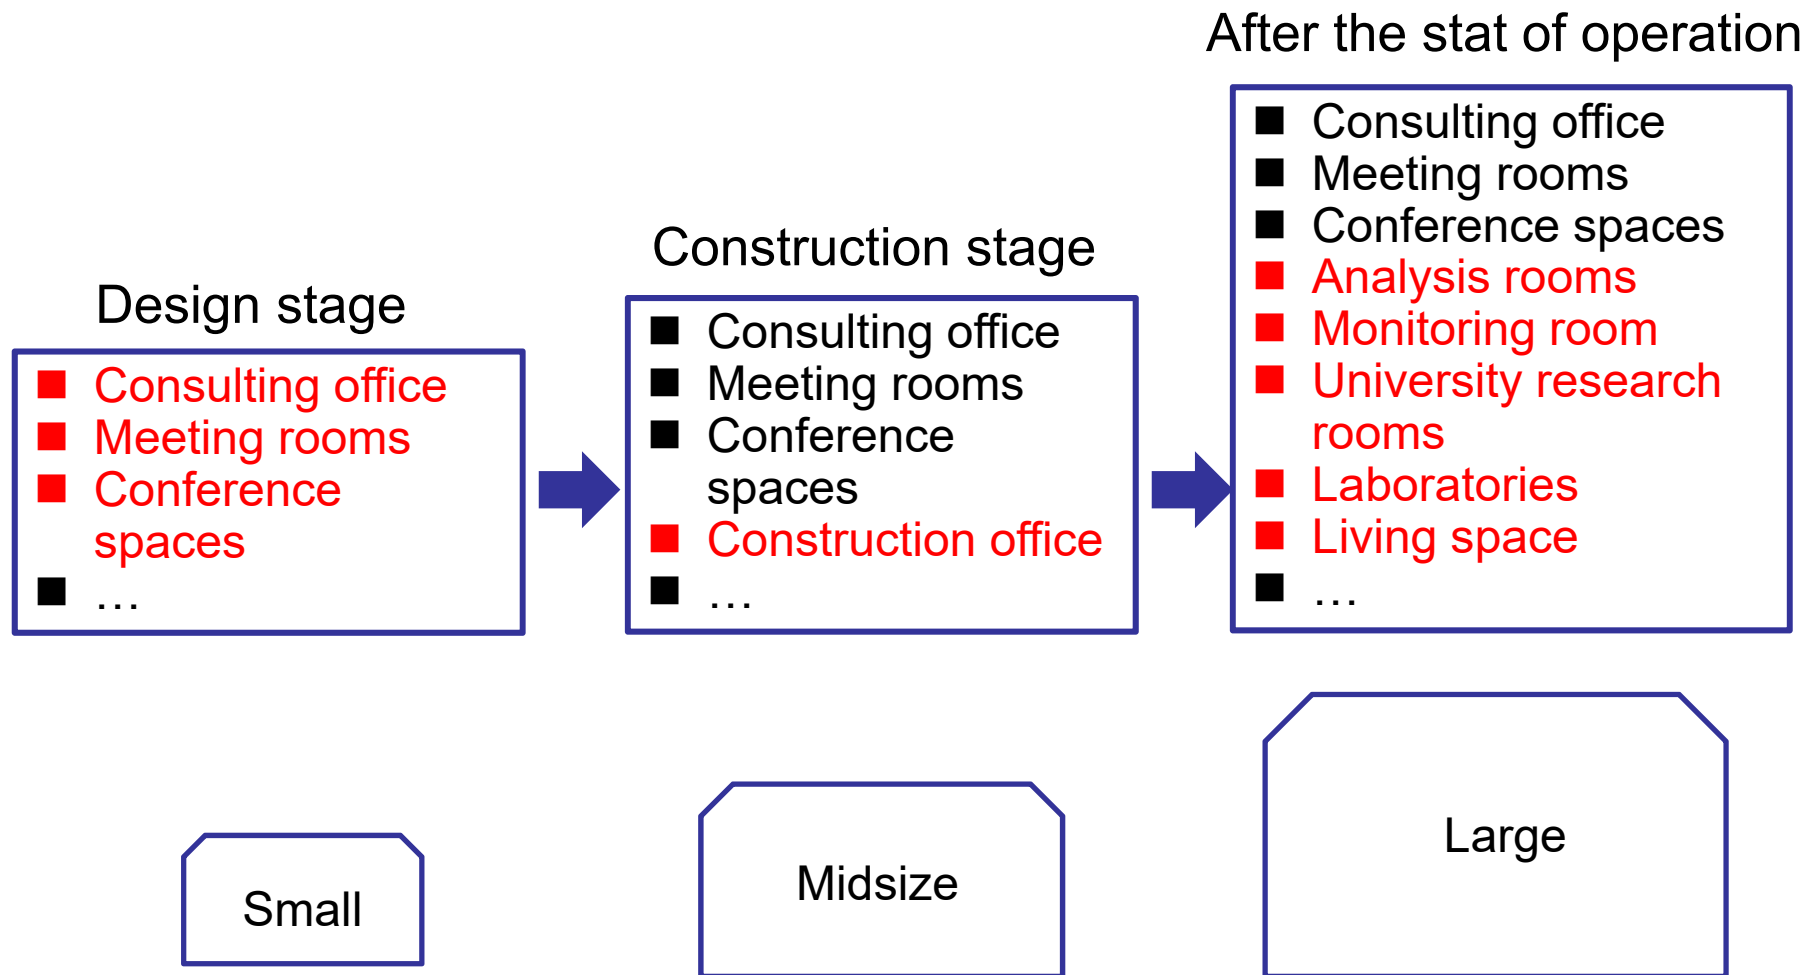 Design stage
■ Consulting office
■ Meeting rooms
■ Conference
spaces
■ …
Construction stage
■ Consulting office
■ Meeting rooms
■ Conference
spaces
■ Construction office
■ …
After the stat of operation
■ Consulting office
■ Meeting rooms
■ Conference spaces
■ Analysis rooms
■ Monitoring room
■ University research
rooms
■ Laboratories
■ Living space
■ …
Small
Midsize
Large